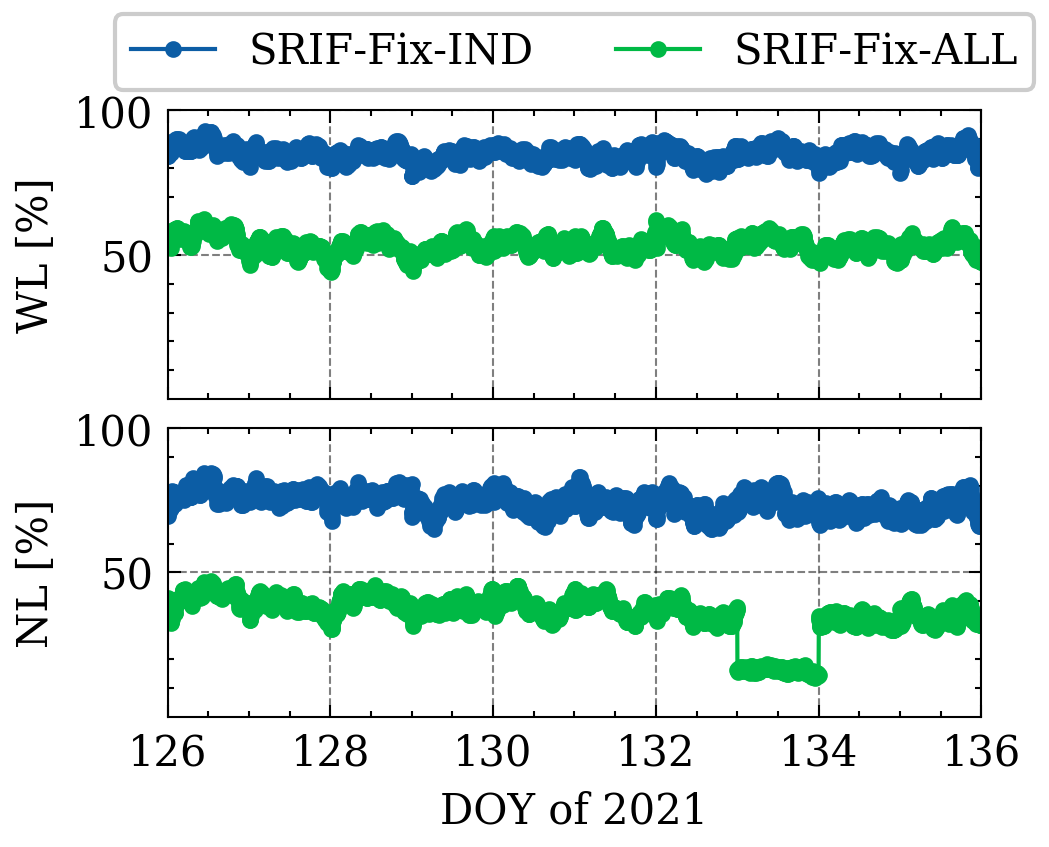 SRIF-Fix-IND SRIF-Fix-ALL
100
WL [%]
50
100
NL [%]
50
126 128 130 132 134 136
DOY of 2021